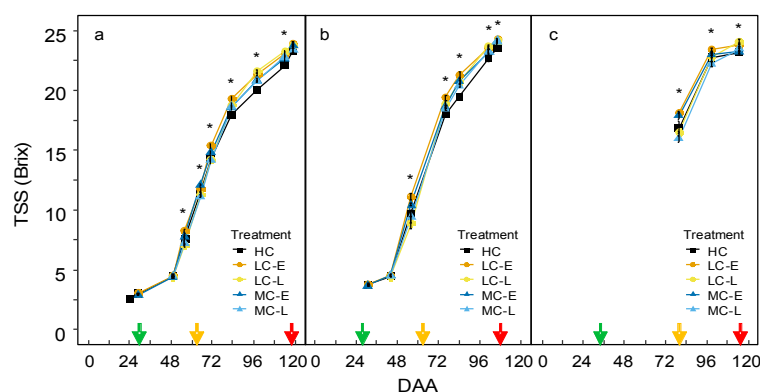 a
b
c
TSS (Brix)
25
20
15
10
5
0
* * * * * * *
* * * * * *
* * *
Treatment
HC
LC-E
LC-L
MC-E
MC-L
Treatment
HC
LC-E
LC-L
MC-E
MC-L
Treatment
HC
LC-E
LC-L
MC-E
MC-L
0 24 48 72 96 120
0 24 48 72 96 120
0 24 48 72 96 120
DAA